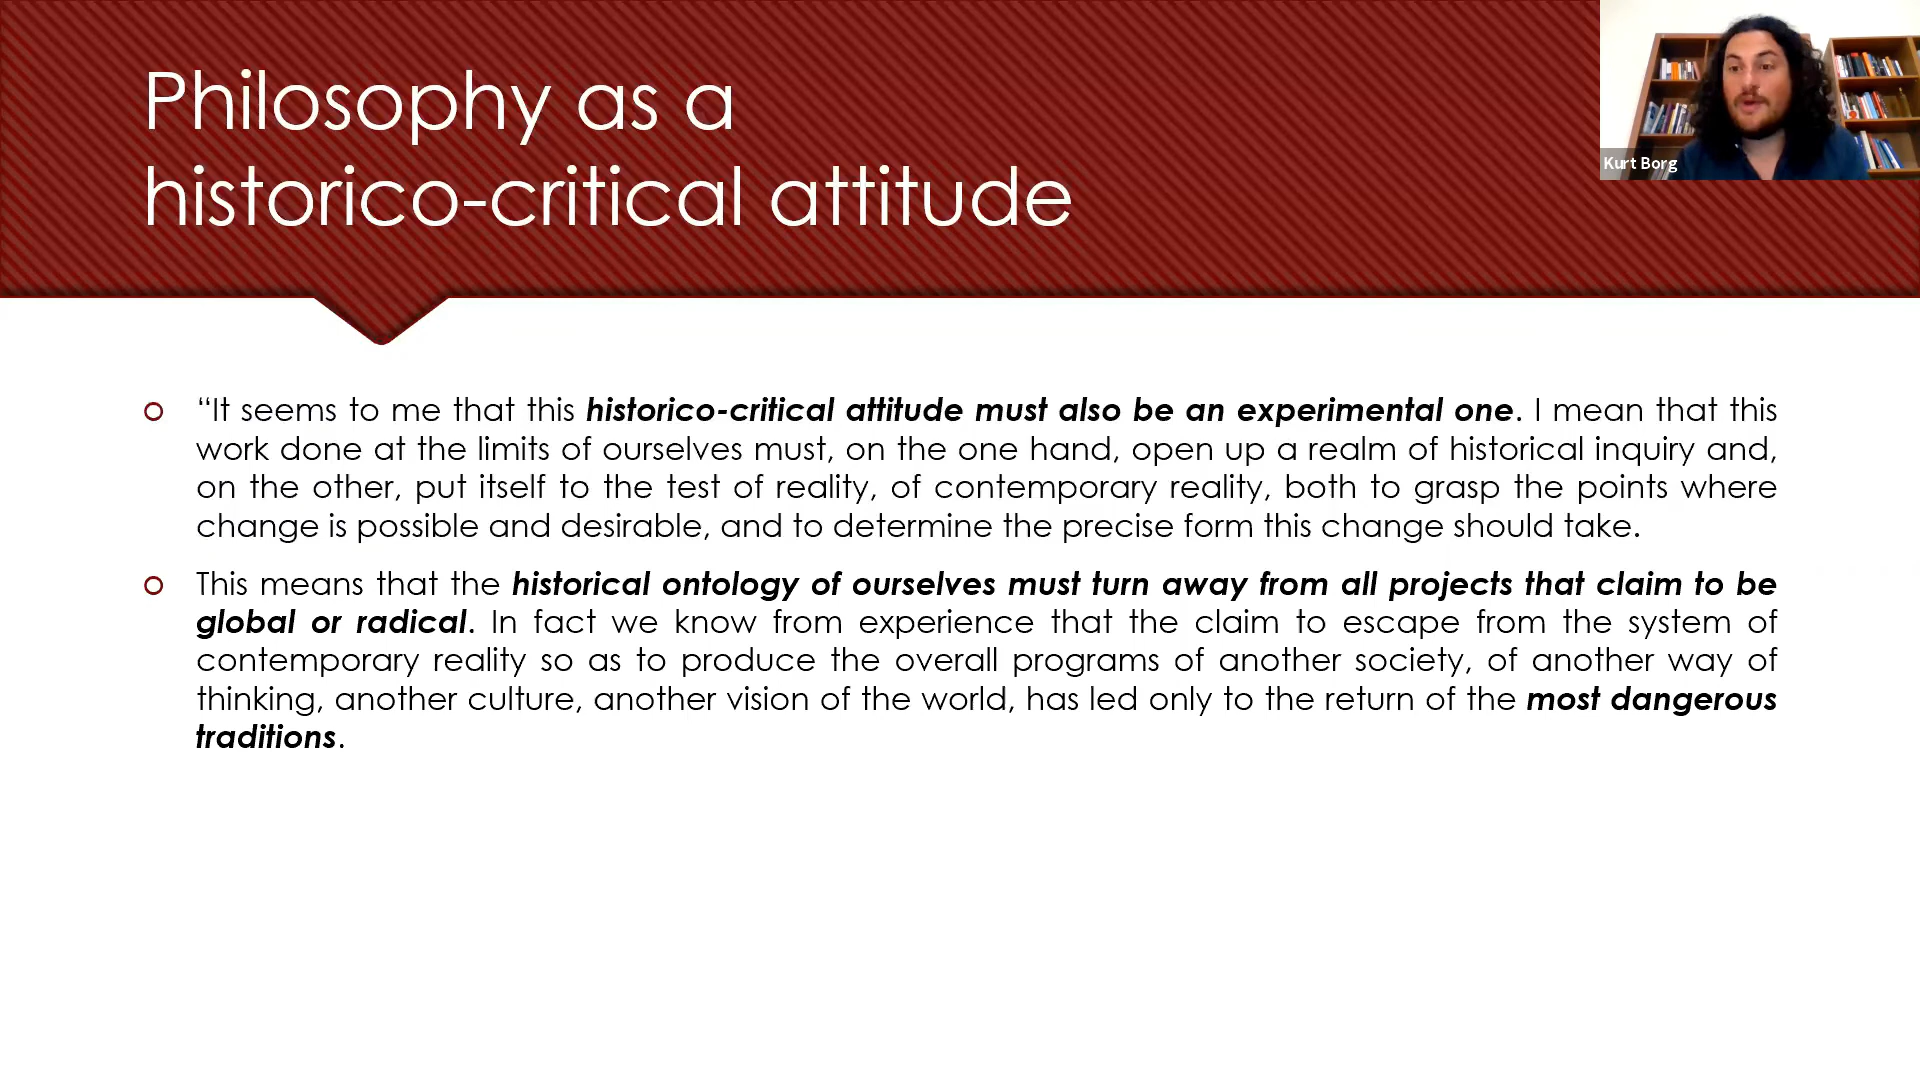 Philosophy as a
historico-critical attitude
Kurt Borg
“It seems to me that this historico-critical attitude must also be an experimental one. I mean that this
work done at the limits of ourselves must, on the one hand, open up a realm of historical inquiry and,
on the other, put itself to the test of reality, of contemporary reality, both to grasp the points where
change is possible and desirable, and to determine the precise form this change should take.
This means that the historical ontology of ourselves must turn away from all projects that claim to be
global or radical. In fact we know from experience that the claim to escape from the system of
contemporary reality so as to produce the overall programs of another society, of another way of
thinking, another culture, another vision of the world, has led only to the return of the most dangerous
traditions.